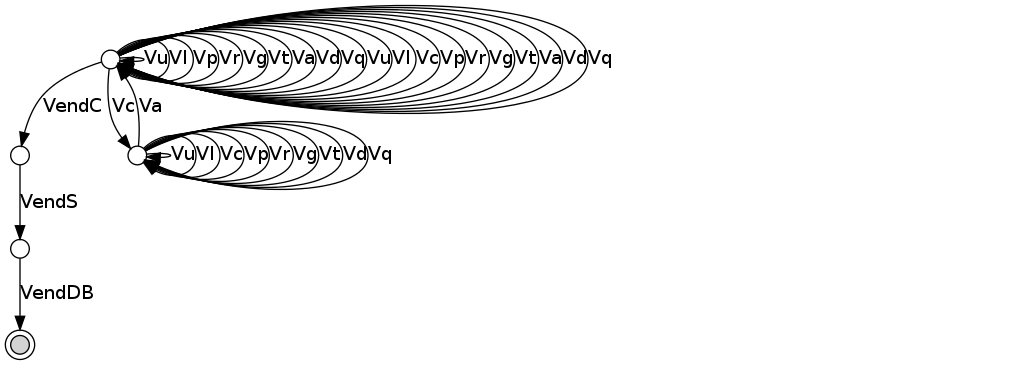 Vu Vl Vp Vr Vg Vt Va Vd Vq Vu Vl Vc Vp Vr Vg Vt Va Vd Vq
VendC Vc Va
Vu Vl Vc Vp Vr Vg Vt Vd Vq
VendS
VendDB